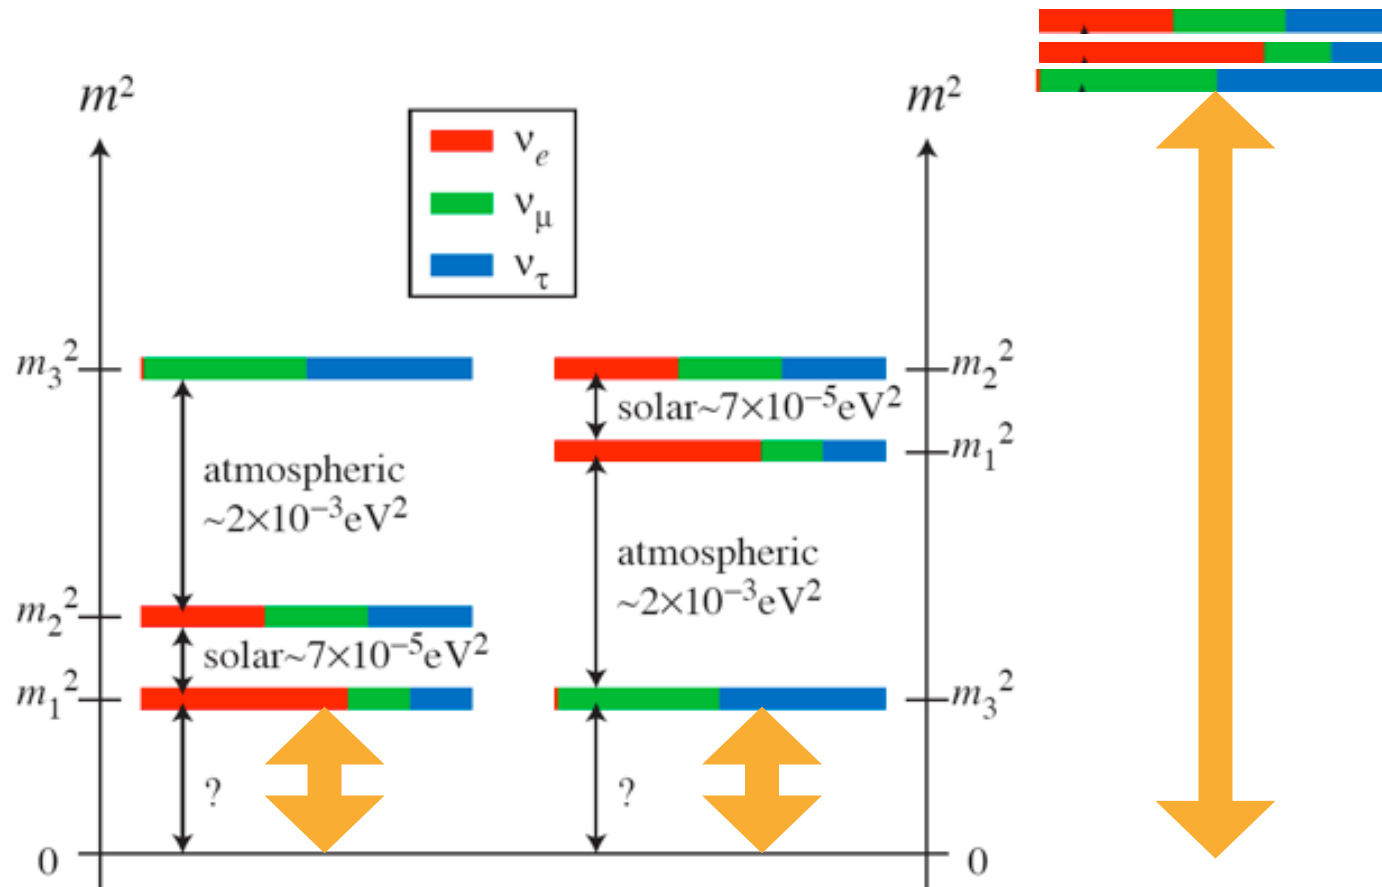 m²
m²
νₑ
ν_μ
ν_τ
m₃²
m₂²
solar~7×10⁻⁵eV²
m₁²
atmospheric
~2×10⁻³eV²
atmospheric
~2×10⁻³eV²
m₂²
solar~7×10⁻⁵eV²
m₁²
m₃²
?
?
0
0